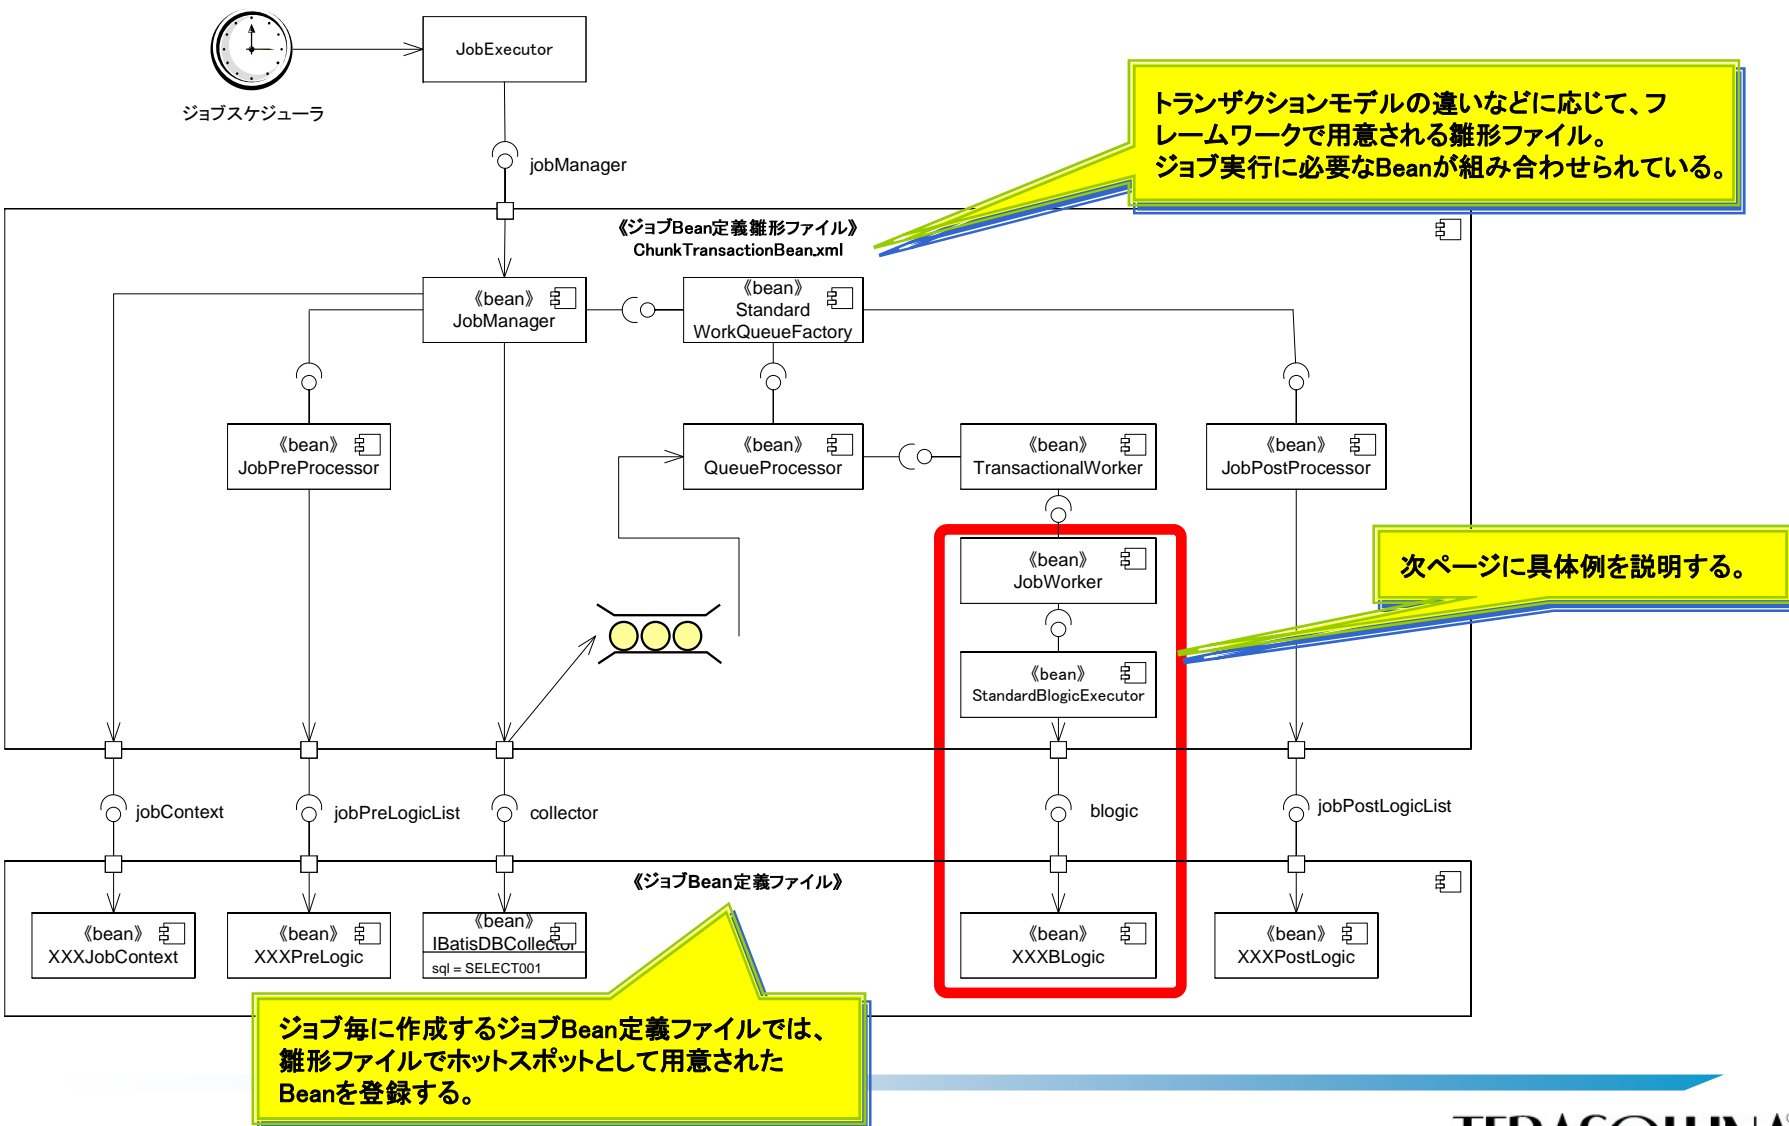 JobExecutor
ジョブスケジューラ
jobManager
トランザクションモデルの違いなどに応じて、フ
レームワークで用意される雛形ファイル。
ジョブ実行に必要なBeanが組み合わせられている。
《ジョブBean定義雛形ファイル》
ChunkTransactionBean.xml
《bean》
JobManager
《bean》
Standard
WorkQueueFactory
《bean》
JobPreProcessor
《bean》
QueueProcessor
《bean》
TransactionalWorker
《bean》
JobPostProcessor
《bean》
JobWorker
次ページに具体例を説明する。
《bean》
StandardBlogicExecutor
jobContext
jobPreLogicList
collector
blogic
jobPostLogicList
《ジョブBean定義ファイル》
《bean》
XXXJobContext
《bean》
XXXPreLogic
《bean》
IBatisDBCollector
sql = SELECT001
《bean》
XXXBLogic
《bean》
XXXPostLogic
ジョブ毎に作成するジョブBean定義ファイルでは、
雛形ファイルでホットスポットとして用意された
Beanを登録する。